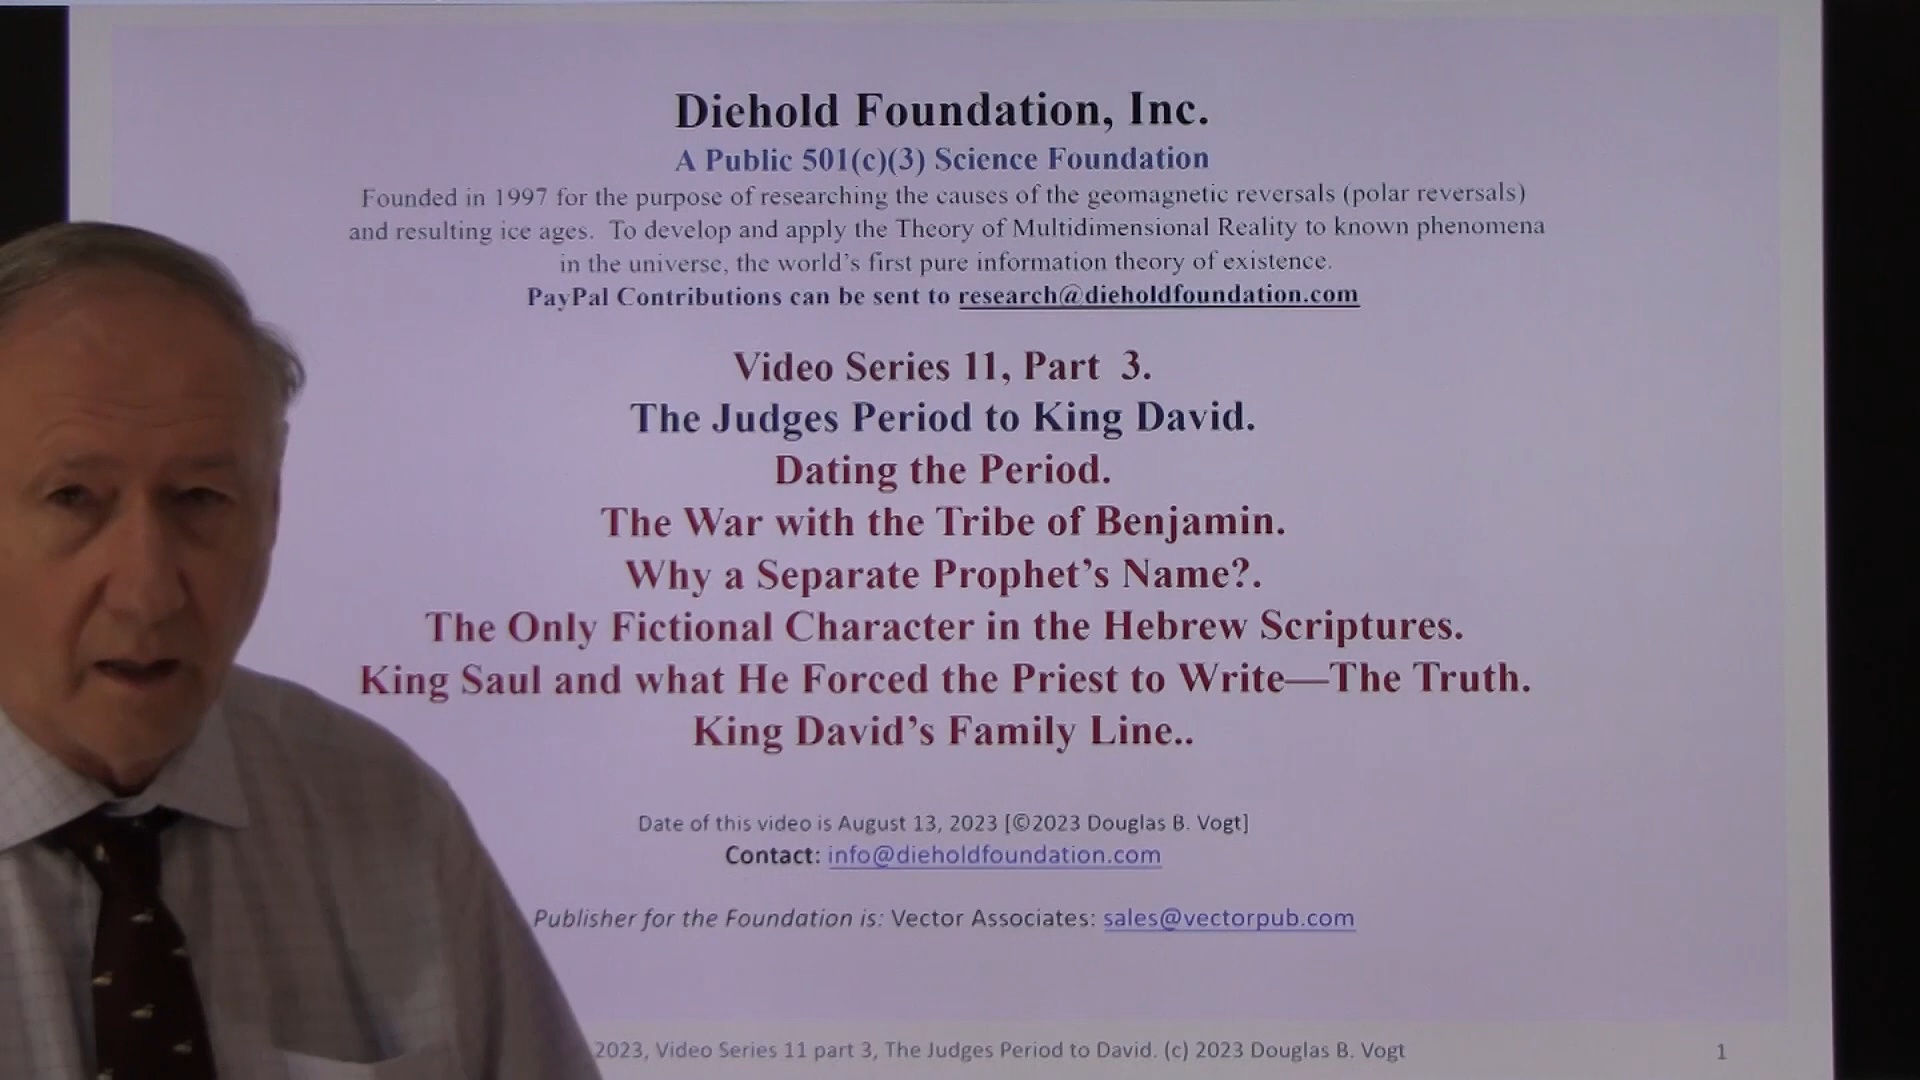 Diehold Foundation, Inc.
A Public 501(c)(3) Science Foundation
Founded in 1997 for the purpose of researching the causes of the geomagnetic reversals (polar reversals)
and resulting ice ages. To develop and apply the Theory of Multidimensional Reality to known phenomena
in the universe, the world's first pure information theory of existence.
PayPal Contributions can be sent to research@dieholdfoundation.com
Video Series 11, Part 3.
The Judges Period to King David.
Dating the Period.
The War with the Tribe of Benjamin.
Why a Separate Prophet's Name?.
The Only Fictional Character in the Hebrew Scriptures.
King Saul and what He Forced the Priest to Write—The Truth.
King David's Family Line..
Date of this video is August 13, 2023 [©2023 Douglas B. Vogt]
Contact: info@dieholdfoundation.com
Publisher for the Foundation is: Vector Associates: sales@vectorpub.com
2023, Video Series 11 part 3, The Judges Period to David. (c) 2023 Douglas B. Vogt
1